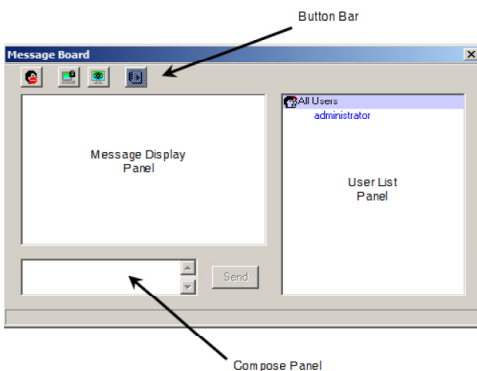 Button Bar
Message Board
All Users
administrator
Message Display
Panel
User List
Panel
Send
Compose Panel